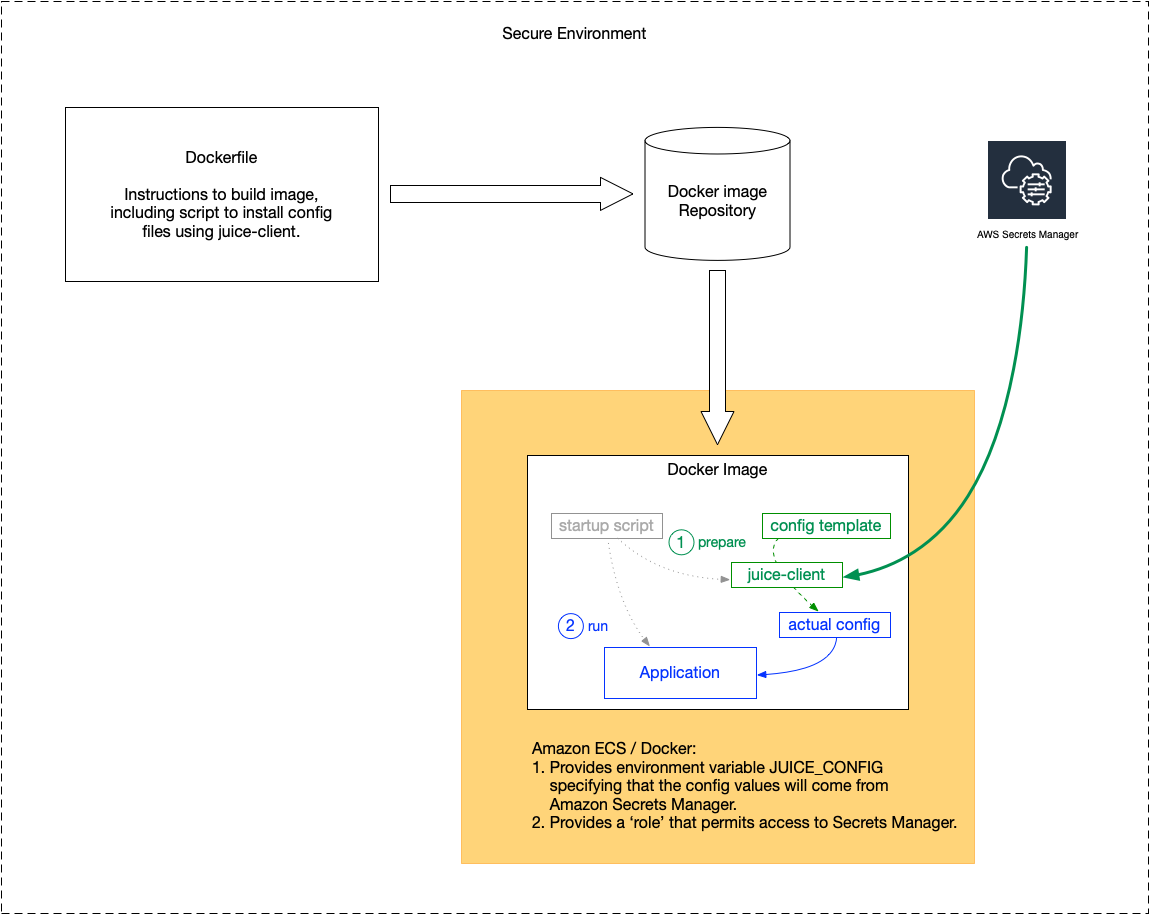 Secure Environment
Dockerfile
Instructions to build image,
including script to install config
files using juice-client.
Docker image
Repository
AWS Secrets Manager
Docker Image
startup script
config template
1 prepare
juice-client
actual config
2 run
Application
Amazon ECS / Docker:
1. Provides environment variable JUICE_CONFIG
specifying that the config values will come from
Amazon Secrets Manager.
2. Provides a ‘role’ that permits access to Secrets Manager.